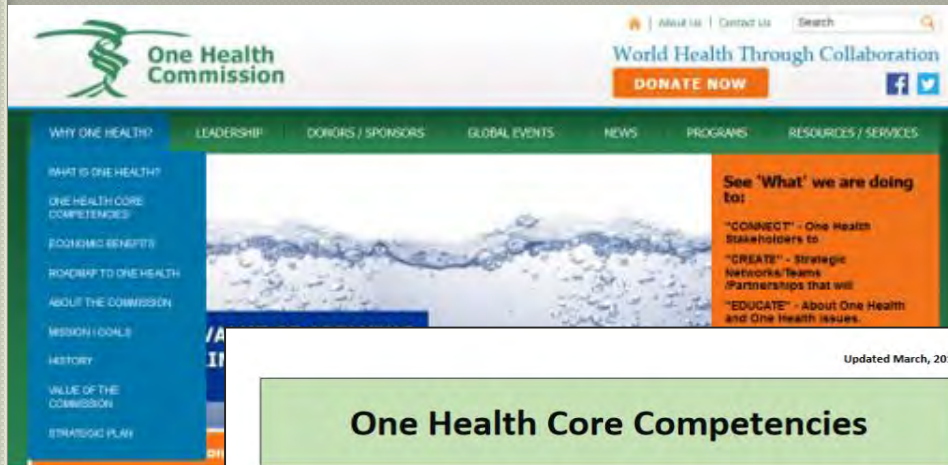 One Health
Commission
About Us | Contact Us
Search
World Health Through Collaboration
DONATE NOW
WHY ONE HEALTH?
LEADERSHIP
DONORS / SPONSORS
GLOBAL EVENTS
NEWS
PROGRAMS
RESOURCES / SERVICES
WHAT IS ONE HEALTH?
ONE HEALTH CORE
COMPETENCIES
ECONOMIC BENEFITS
ROADMAP TO ONE HEALTH
ABOUT THE COMMISSION
MISSION / GOALS
HISTORY
VALUE OF THE
COMMISSION
STRATEGIC PLAN
See 'What' we are doing
to:
"CONNECT" - One Health
Stakeholders to
"CREATE" - Strategic
Networks/Teams
/Partnerships that will
"EDUCATE" - About One Health
and One Health issues.
Updated March,
One Health Core Competencies